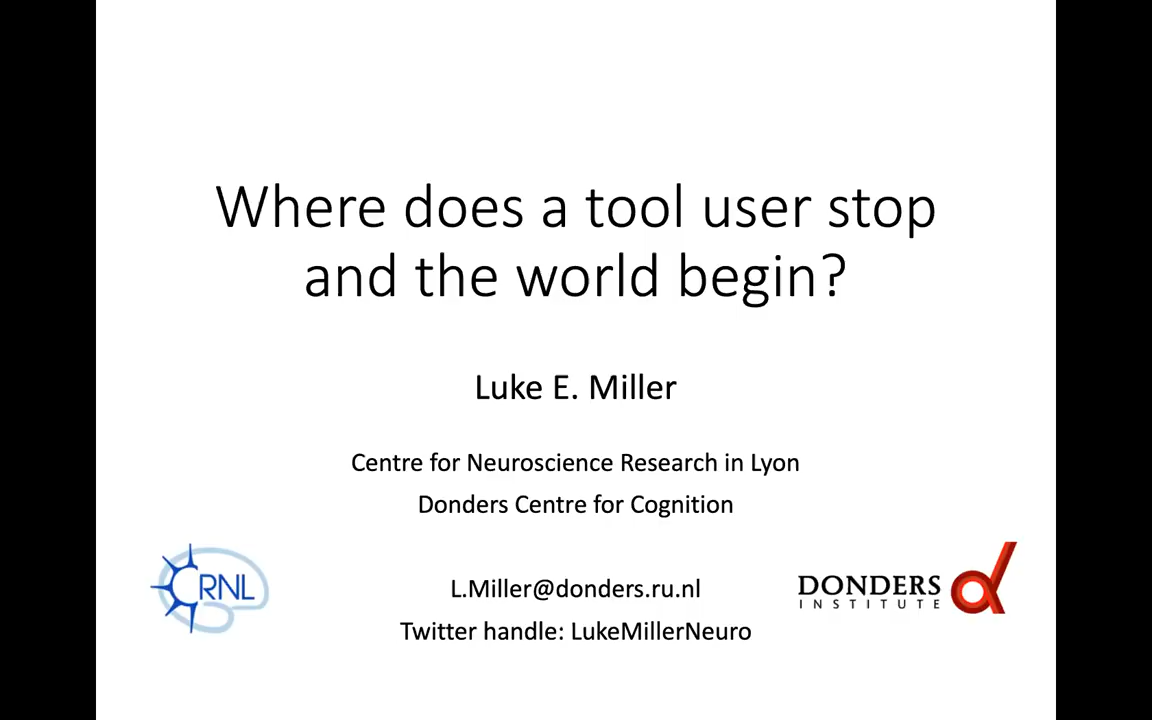 Where does a tool user stop
and the world begin?
Luke E. Miller
Centre for Neuroscience Research in Lyon
Donders Centre for Cognition
CRNL
L.Miller@donders.ru.nl
DONDERS
INSTITUTE
Twitter handle: LukeMillerNeuro